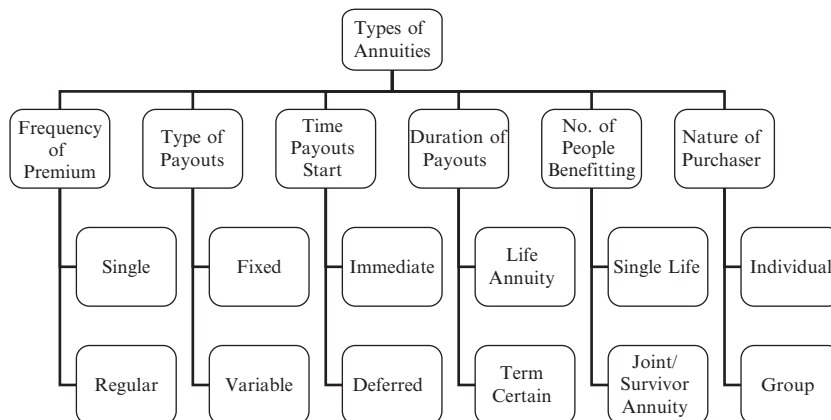 Types of
Annuities
Frequency
of
Premium
Type of
Payouts
Time
Payouts
Start
Duration of
Payouts
No. of
People
Benefitting
Nature of
Purchaser
Single
Fixed
Immediate
Life
Annuity
Single Life
Individual
Regular
Variable
Deferred
Term
Certain
Joint/
Survivor
Annuity
Group